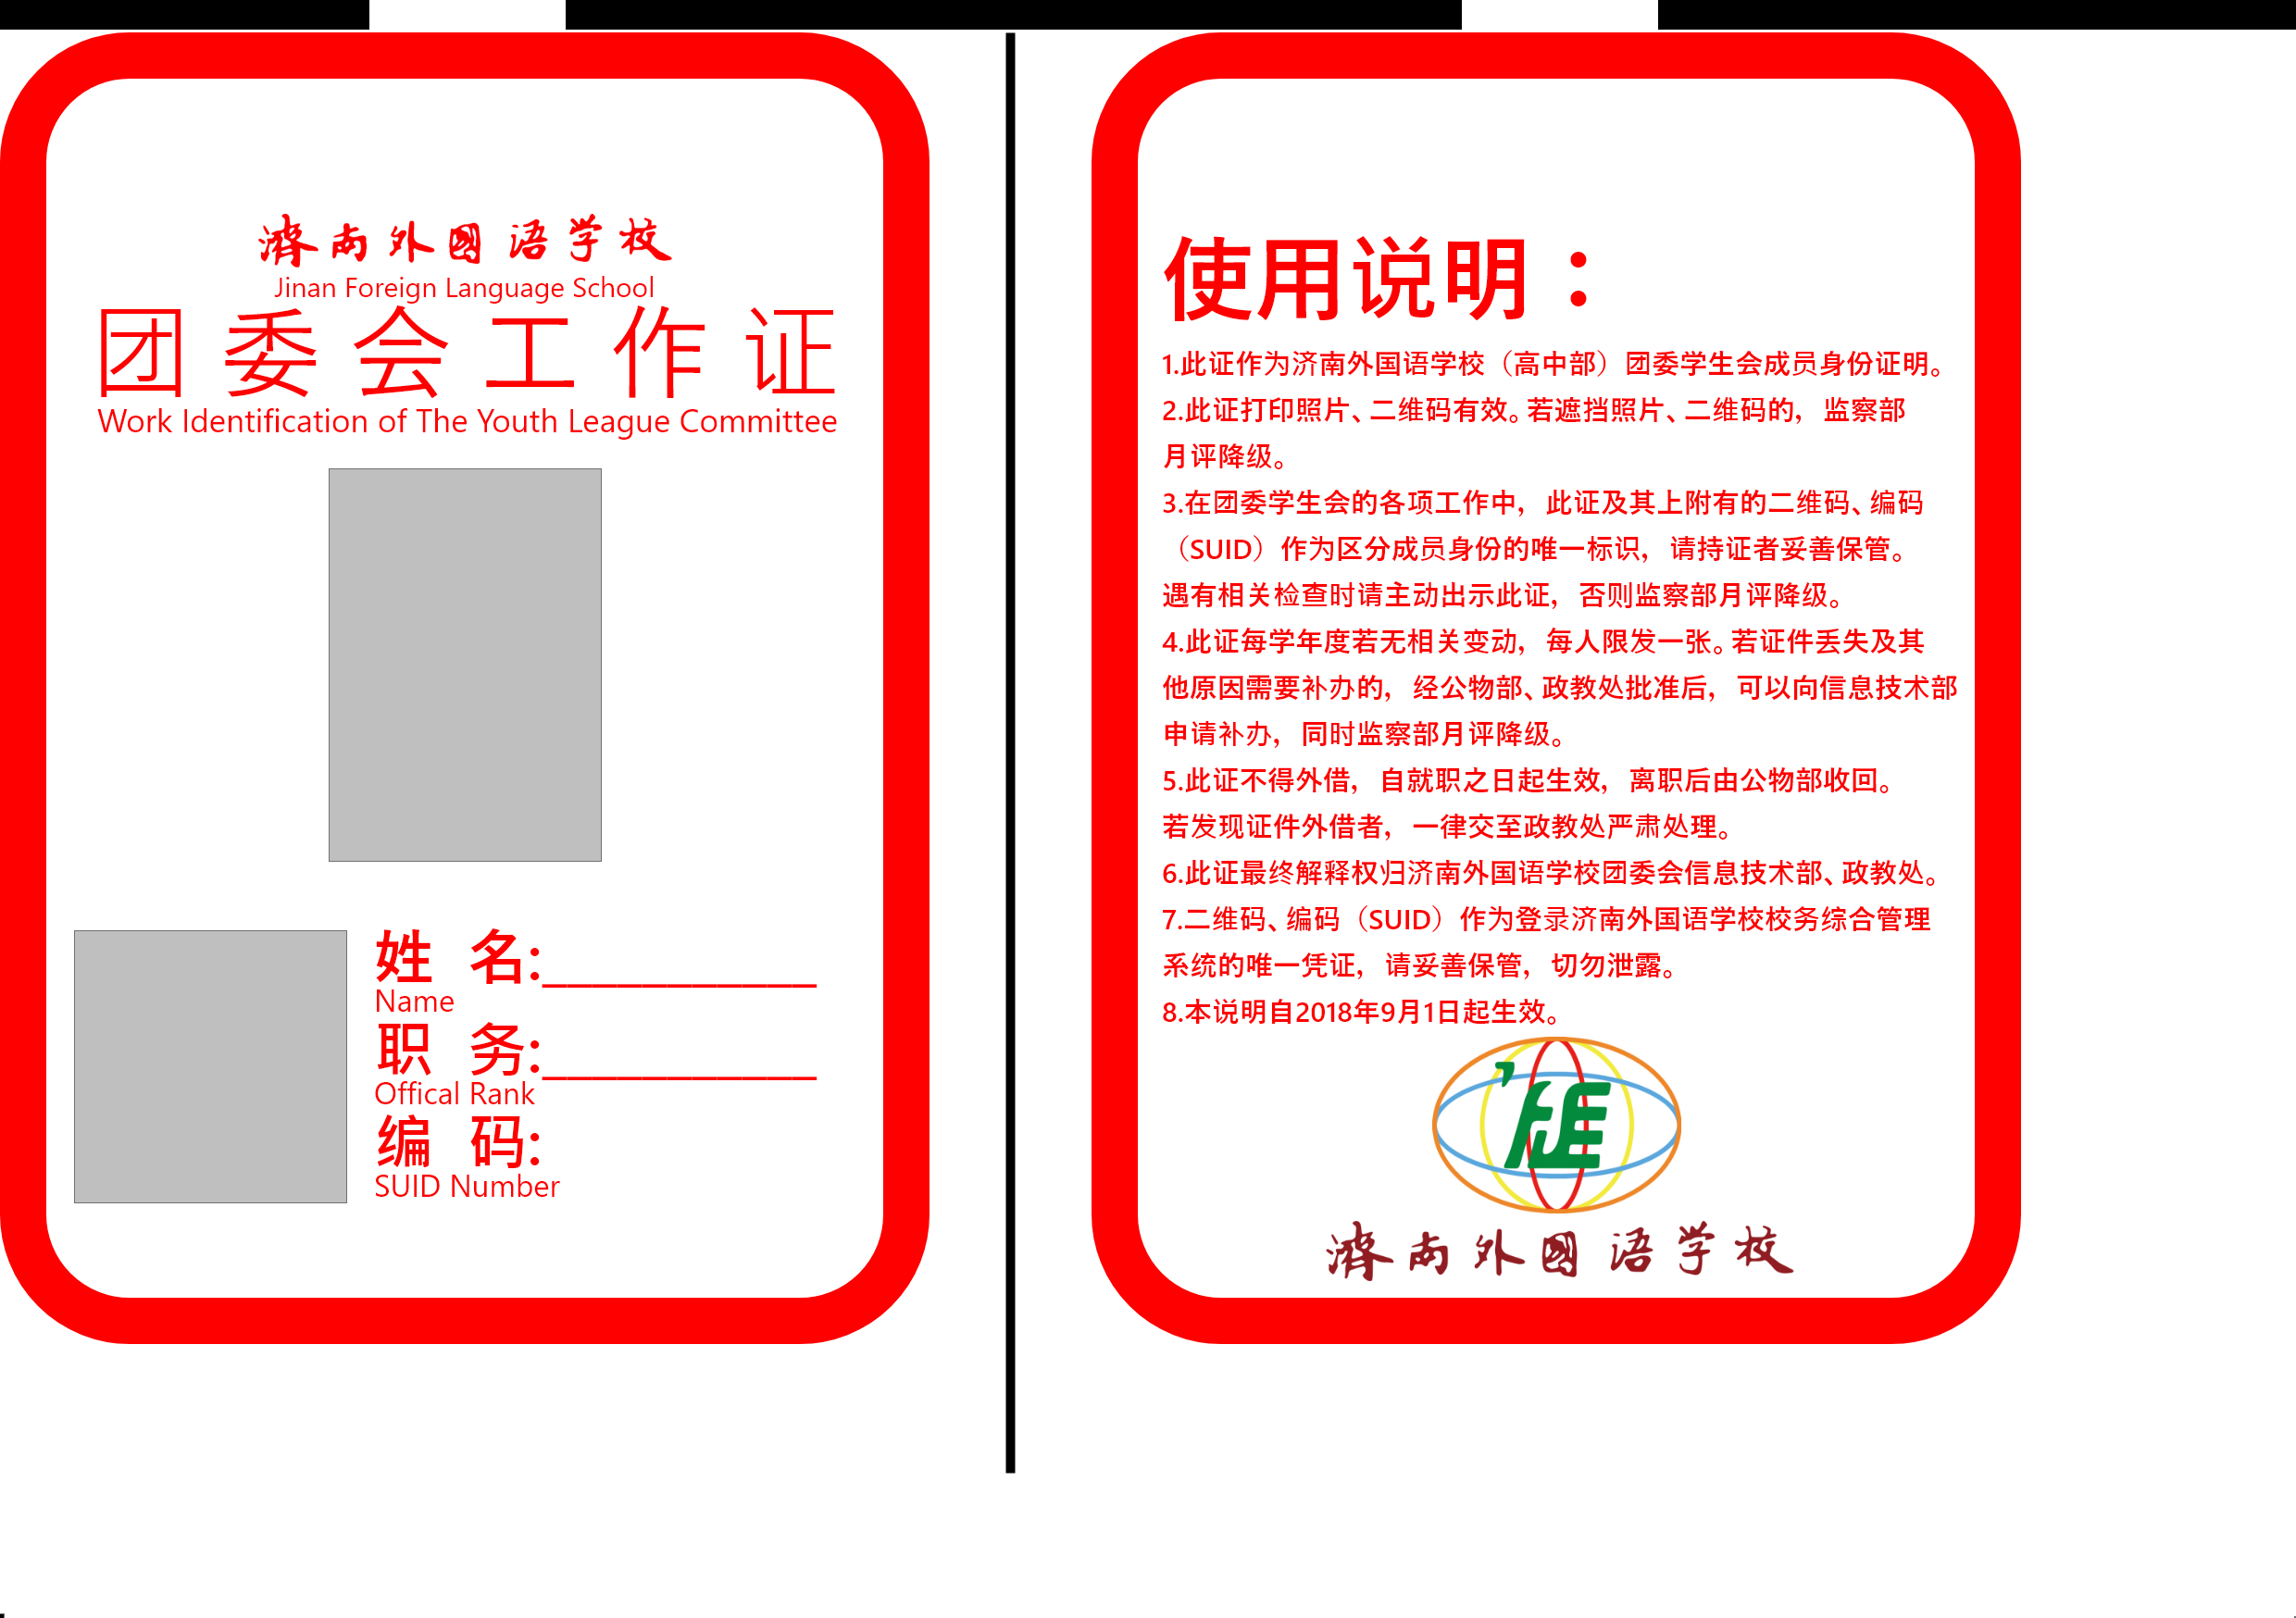 济南外国语学校
Jinan Foreign Language School
团委会工作证
Work Identification of The Youth League Committee
姓 名:___________
Name
职 务:___________
Offical Rank
编 码:
SUID Number
使用说明：
1.此证作为济南外国语学校（高中部）团委学生会成员身份证明。
2.此证打印照片、二维码有效。若遮挡照片、二维码的，监察部
月评降级。
3.在团委学生会的各项工作中，此证及其上附有的二维码、编码
（SUID）作为区分成员身份的唯一标识，请持证者妥善保管。
遇有相关检查时请主动出示此证，否则监察部月评降级。
4.此证每学年度若无相关变动，每人限发一张。若证件丢失及其
他原因需要补办的，经公物部、政教处批准后，可以向信息技术部
申请补办，同时监察部月评降级。
5.此证不得外借，自就职之日起生效，离职后由公物部收回。
若发现证件外借者，一律交至政教处严肃处理。
6.此证最终解释权归济南外国语学校团委会信息技术部、政教处。
7.二维码、编码（SUID）作为登录济南外国语学校校务综合管理
系统的唯一凭证，请妥善保管，切勿泄露。
8.本说明自2018年9月1日起生效。
济南外国语学校